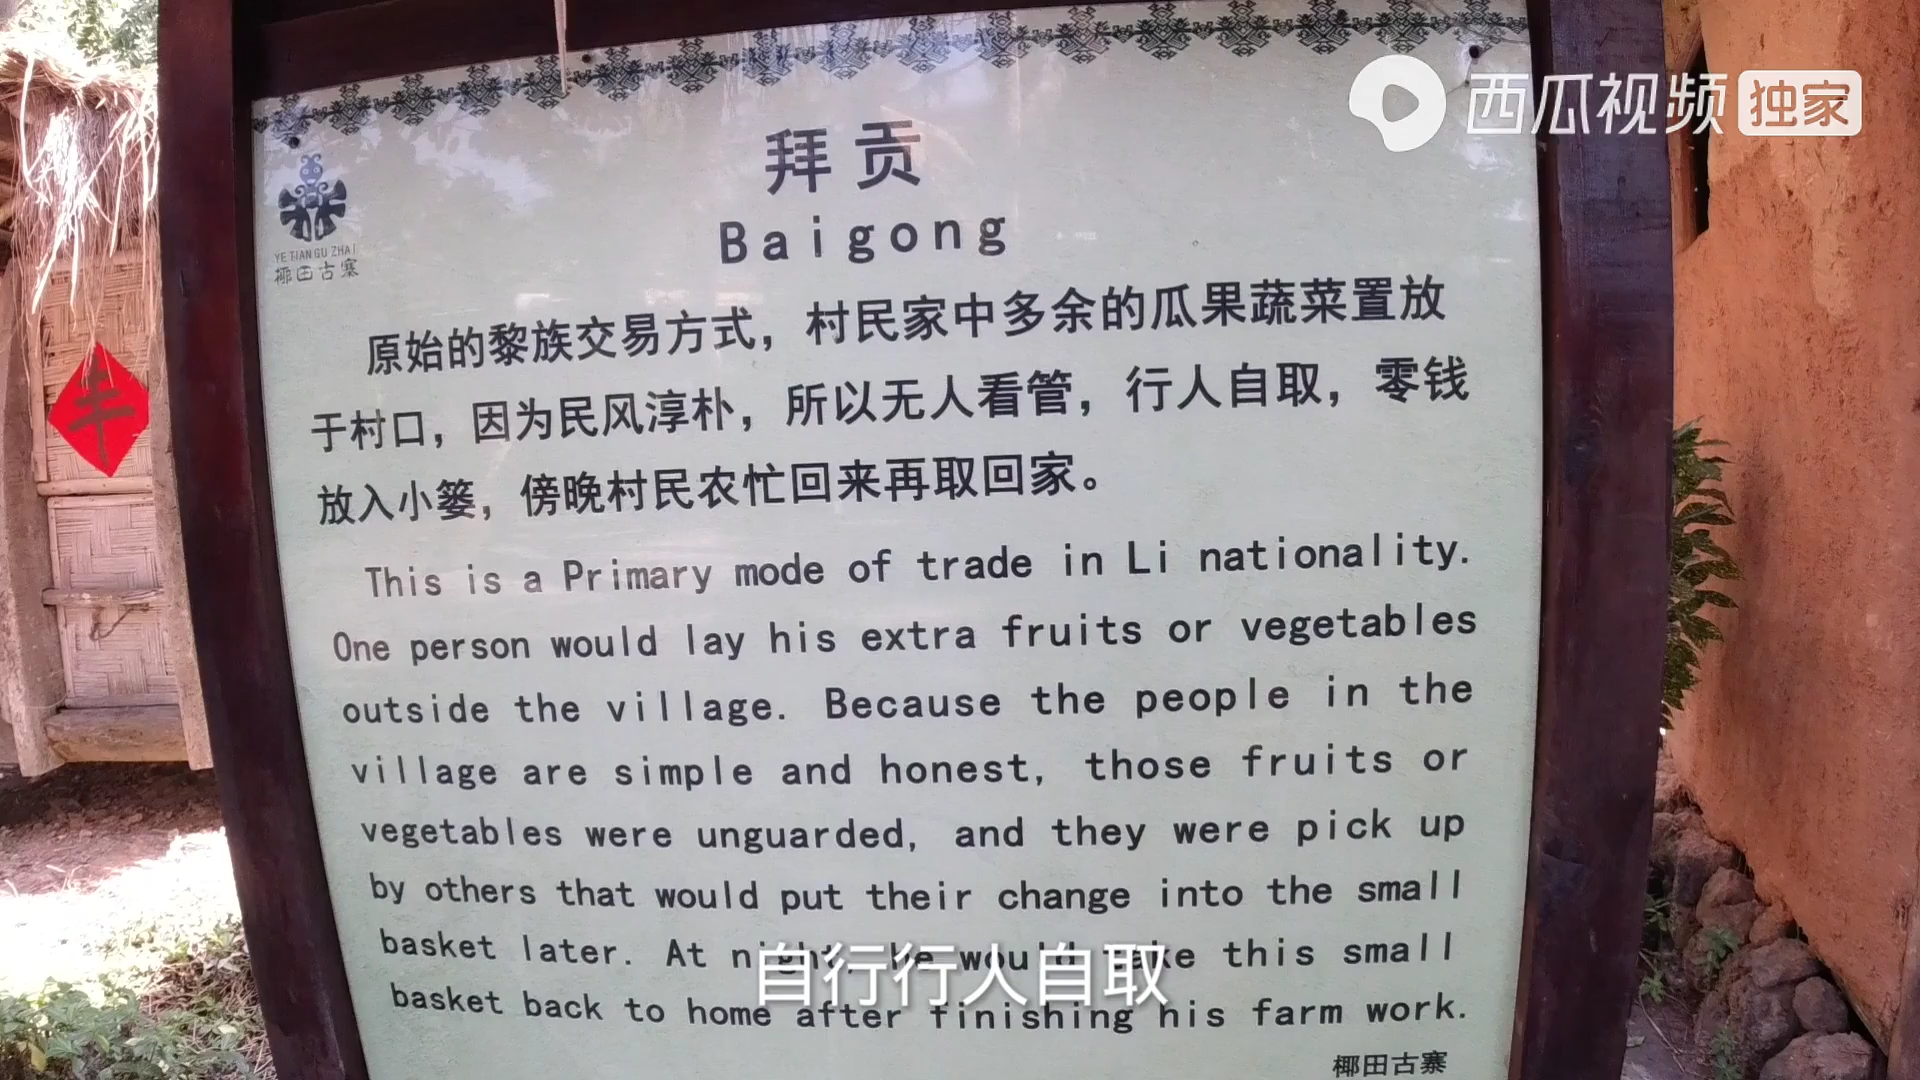 西瓜视频 独家
拜贡
Baigong
YE TIAN GU ZHAI
椰田古寨
原始的黎族交易方式，村民家中多余的瓜果蔬菜置放
于村口，因为民风淳朴，所以无人看管，行人自取，零钱
放入小篓，傍晚村民农忙回来再取回家。
This is a Primary mode of trade in Li nationality.
One person would lay his extra fruits or vegetables
outside the village. Because the people in the
village are simple and honest, those fruits or
vegetables were unguarded, and they were pick up
by others that would put their change into the small
basket later. At night, he would take this small
basket back to home after finishing his farm work.
自行行人自取
椰田古寨
丰